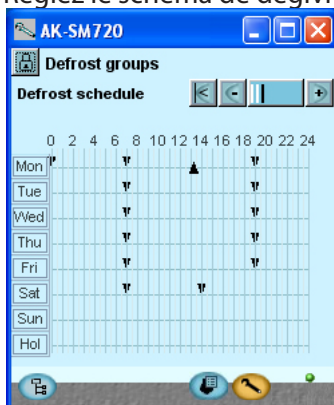 Réglez le schéma de dégivr
AK-SM720
Defrost groups
Defrost schedule
0 2 4 6 8 10 12 14 16 18 20 22 24
Mon
Tue
Wed
Thu
Fri
Sat
Sun
Hol